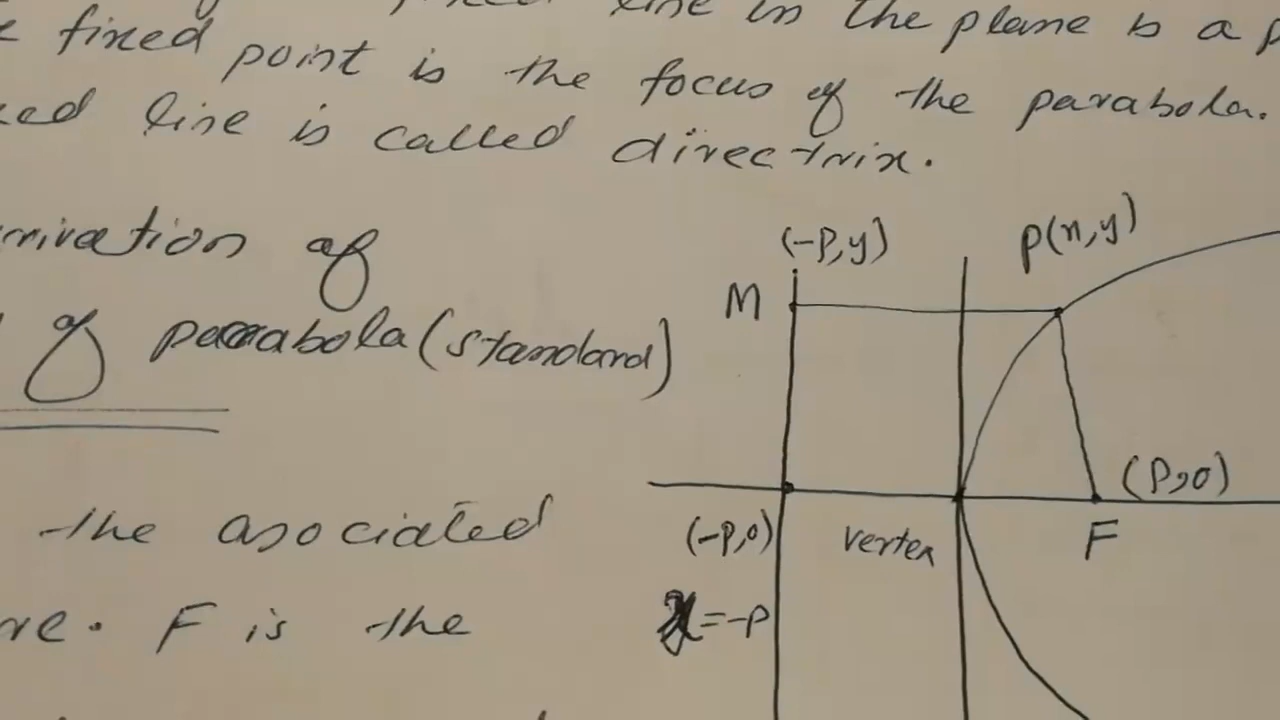 line in the plane is a
fixed point is the focus of the parabola.
line is called directrix.
of
of parabola (standard)
(-P,y)
P(x,y)
M
(P,0)
(-P,0)
vertex
F
x=-P
the asociated
F is the